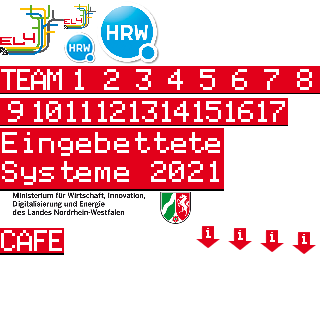 EL4
HRW
HRW
TEAM 1 2 3 4 5 6 7 8
9 10 11 12 13 14 15 16 17
Eingebettete
Systeme 2021
Ministerium für Wirtschaft, Innovation,
Digitalisierung und Energie
des Landes Nordrhein-Westfalen
CAFE
i i i i